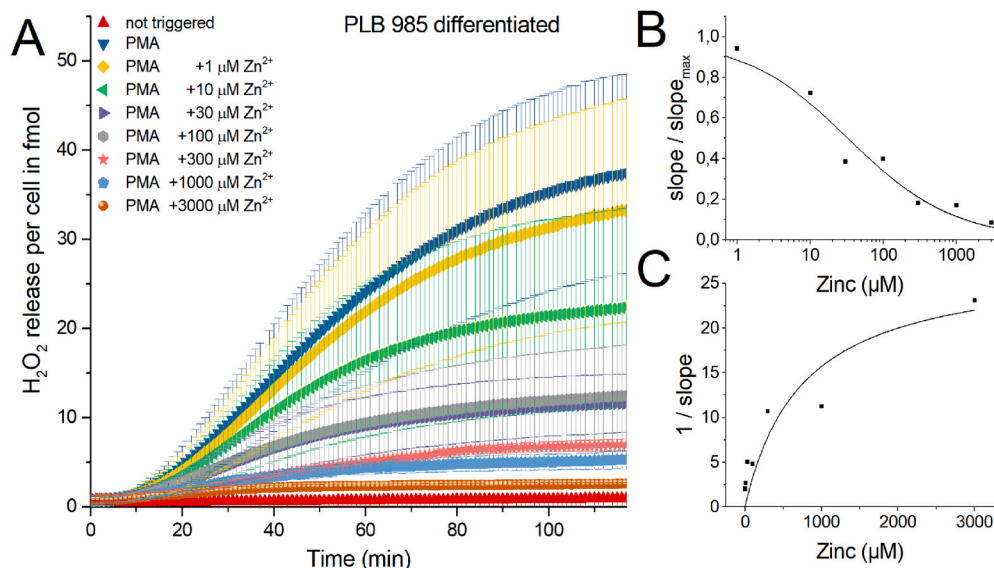 A
PLB 985 differentiated
not triggered
PMA
PMA +1 μM Zn²⁺
PMA +10 μM Zn²⁺
PMA +30 μM Zn²⁺
PMA +100 μM Zn²⁺
PMA +300 μM Zn²⁺
PMA +1000 μM Zn²⁺
PMA +3000 μM Zn²⁺
H₂O₂ release per cell in fmol
50
40
30
20
10
0
0 20 40 60 80 100
Time (min)
B
slope / slopeₘₐₓ
1,0
0,8
0,6
0,4
0,2
0,0
1 10 100 1000
Zinc (μM)
C
1 / slope
25
20
15
10
5
0
0 1000 2000 3000
Zinc (μM)